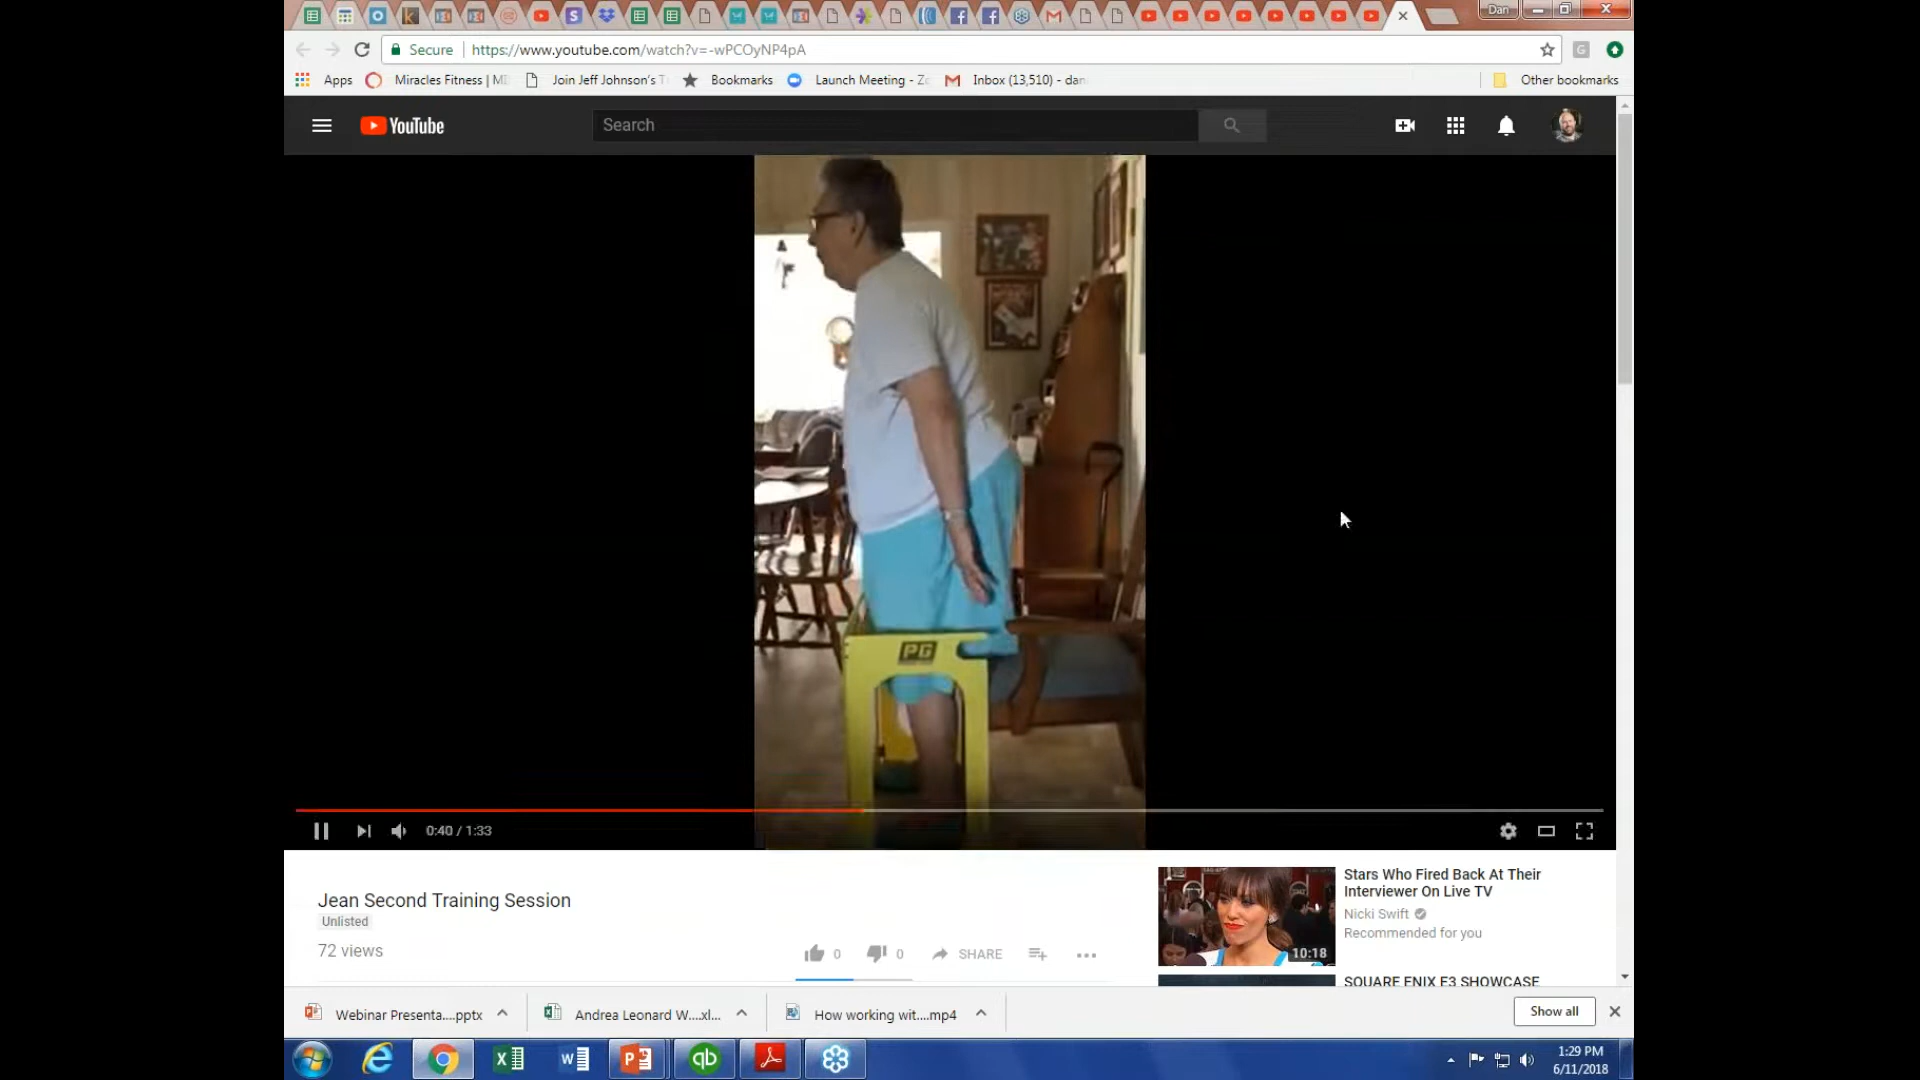 Dan
Secure
https://www.youtube.com/watch?v=-wPCOyNP4pA
Apps
Miracles Fitness | MI
Join Jeff Johnson's T
Bookmarks
Launch Meeting - Ze
Inbox (13,510) - dan
Other bookmarks
YouTube
Search
PG
0:40 / 1:33
Jean Second Training Session
Unlisted
72 views
0
0
SHARE
Stars Who Fired Back At Their
Interviewer On Live TV
Nicki Swift
Recommended for you
10:18
SQUARE ENIX E3 SHOWCASE
Webinar Presenta....pptx
Andrea Leonard W....xl...
How working wit....mp4
Show all
1:29 PM
6/11/2018